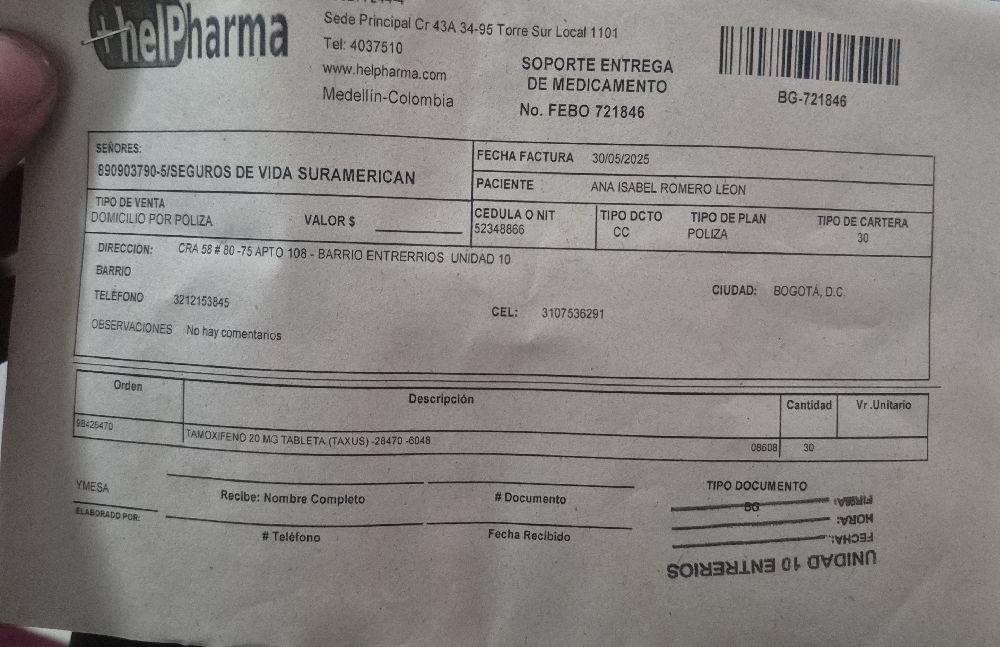 +helPharma
Sede Principal Cr 43A 34-95 Torre Sur Local 1101
Tel: 4037510
www.helpharma.com
Medellín-Colombia
SOPORTE ENTREGA
DE MEDICAMENTO
No. FEBO 721846
BG-721846
SEÑORES:
890903790-5/SEGUROS DE VIDA SURAMERICAN
FECHA FACTURA 30/05/2025
PACIENTE ANA ISABEL ROMERO LEON
TIPO DE VENTA
DOMICILIO POR POLIZA
VALOR $
CEDULA O NIT
52348866
TIPO DCTO
CC
TIPO DE PLAN
POLIZA
TIPO DE CARTERA
30
DIRECCIÓN: CRA 58 # 80 -75 APTO 108 - BARRIO ENTRERRIOS UNIDAD 10
BARRIO
CIUDAD: BOGOTÁ, D.C.
TELÉFONO 3212153845
CEL: 3107536291
OBSERVACIONES No hay comentarios
Orden Descripción Cantidad Vr .Unitario
98425470 TAMOXIFENO 20 MG TABLETA (TAXUS) -28470 -6048 08608 30
YMESA
ELABORADO POR:
Recibe: Nombre Completo
# Documento
TIPO DOCUMENTO
BG
# Teléfono
Fecha Recibido
UNIDAD 10 ENTRERIOS
FECHA:
HORA:
FIRMA: